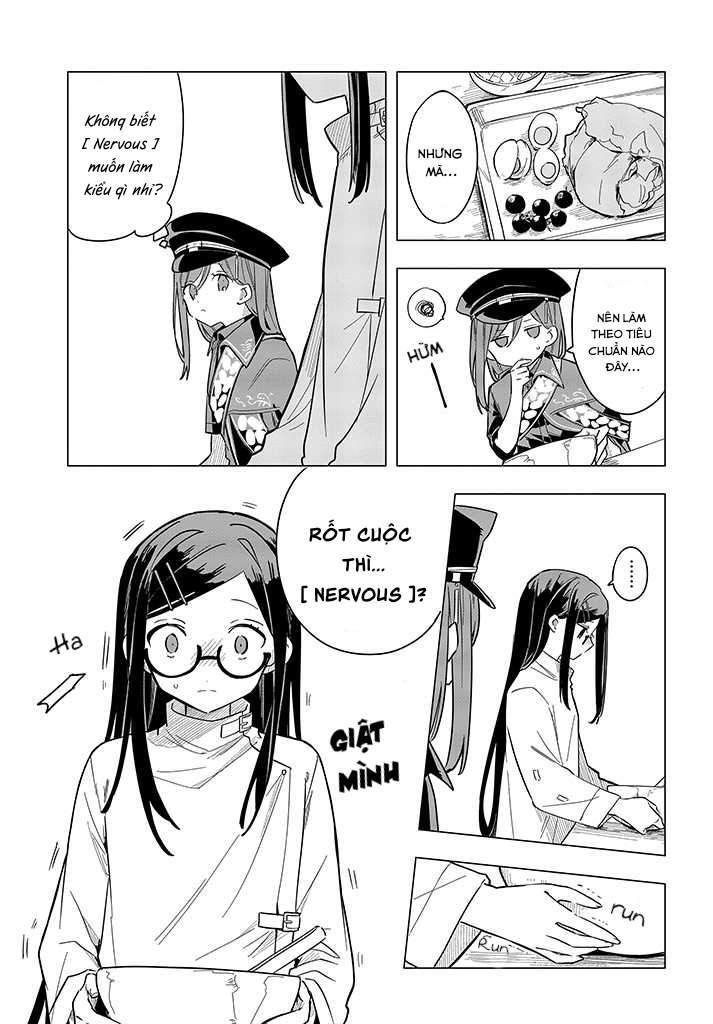 NHƯNG
MÀ...
NÊN LÀM
THEO TIÊU
CHUẨN NÀO
ĐÂY...
HỪM
Không biết
[ Nervous ]
muốn làm
kiểu gì nhỉ?
.......
RỐT CUỘC
THÌ...
[ NERVOUS ]?
Run
Run
Ha
GIẬT
MÌNH